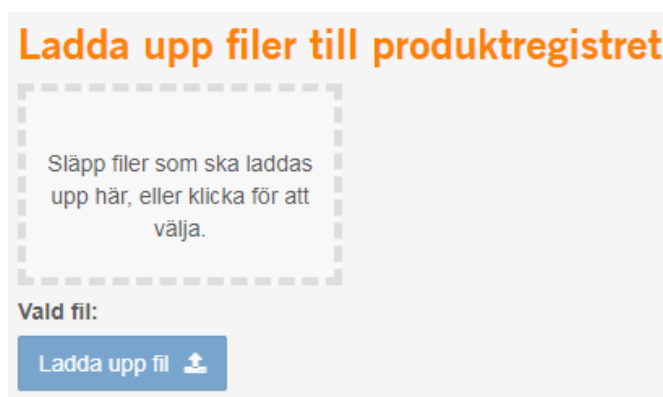 Ladda upp filer till produktregistret
Släpp filer som ska laddas
upp här, eller klicka för att
välja.
Vald fil:
Ladda upp fil